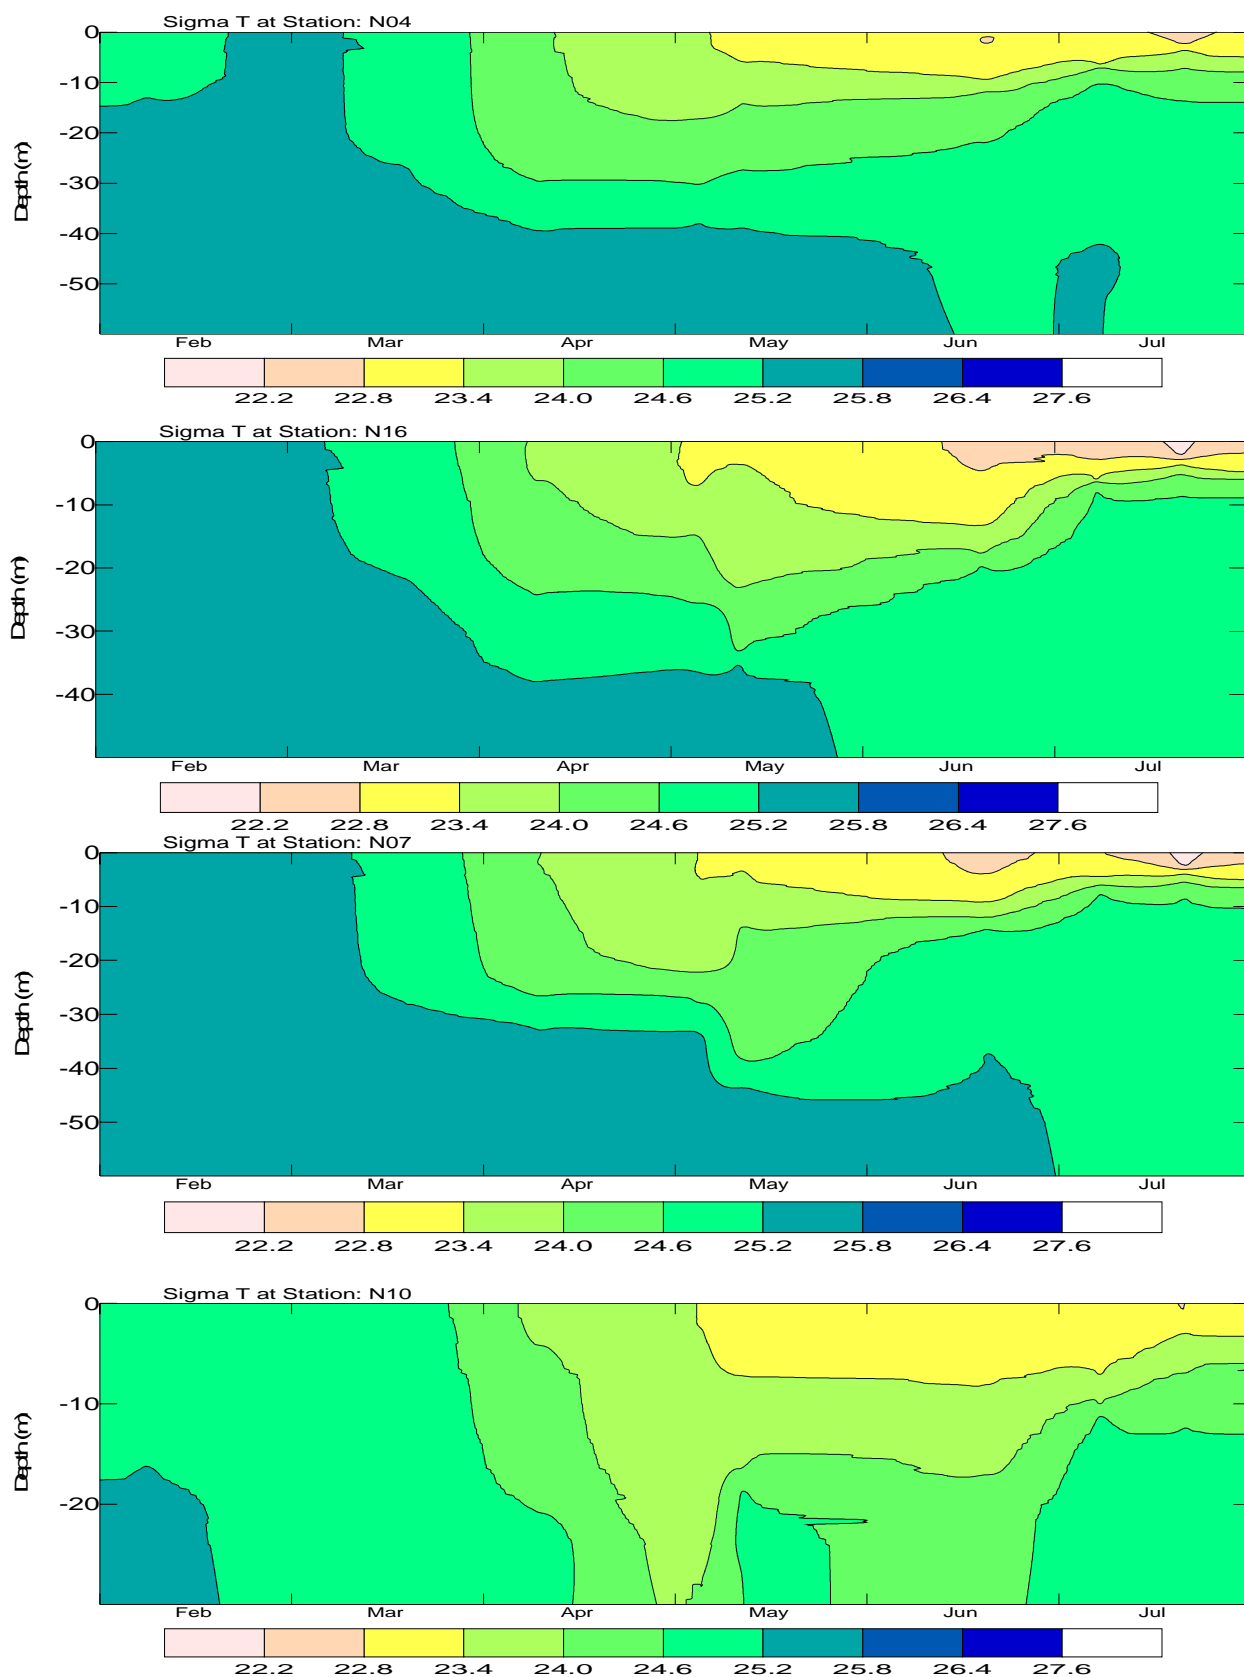 Sigma T at Station: N04
0
-10
-20
-30
-40
-50
Depth (m)
Feb Mar Apr May Jun Jul
22.2 22.8 23.4 24.0 24.6 25.2 25.8 26.4 27.6
Sigma T at Station: N16
0
-10
-20
-30
-40
Depth (m)
Feb Mar Apr May Jun Jul
22.2 22.8 23.4 24.0 24.6 25.2 25.8 26.4 27.6
Sigma T at Station: N07
0
-10
-20
-30
-40
-50
Depth (m)
Feb Mar Apr May Jun Jul
22.2 22.8 23.4 24.0 24.6 25.2 25.8 26.4 27.6
Sigma T at Station: N10
0
-10
-20
Depth (m)
Feb Mar Apr May Jun Jul
22.2 22.8 23.4 24.0 24.6 25.2 25.8 26.4 27.6